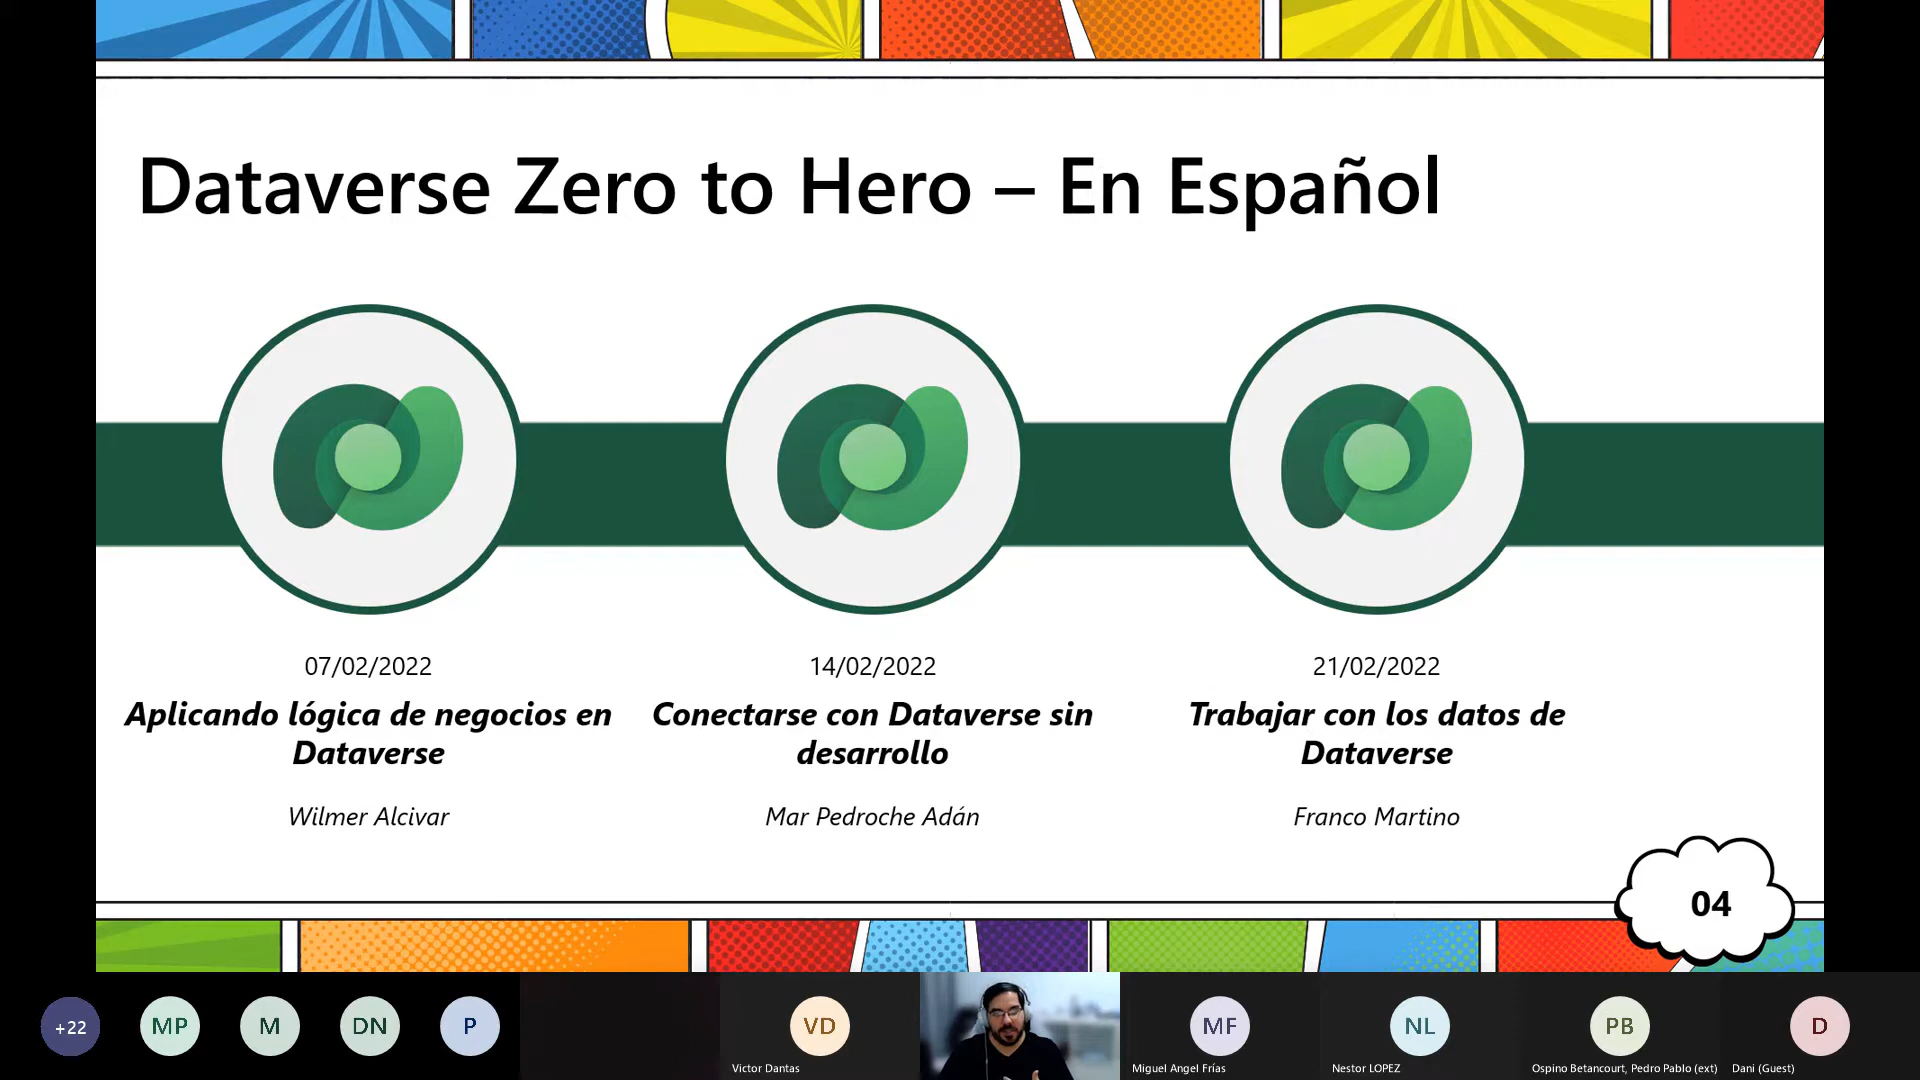 Dataverse Zero to Hero – En Español
07/02/2022
Aplicando lógica de negocios en
Dataverse
Wilmer Alcivar
14/02/2022
Conectarse con Dataverse sin
desarrollo
Mar Pedroche Adán
21/02/2022
Trabajar con los datos de
Dataverse
Franco Martino
04
+22
MP
M
DN
P
VD
Victor Dantas
MF
Miguel Angel Frías
NL
Nestor LOPEZ
PB
Ospino Betancourt, Pedro Pablo (ext)
D
Dani (Guest)